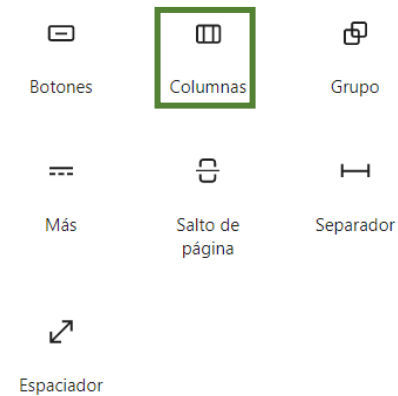 Botones
Columnas
Grupo
Más
Salto de
página
Separador
Espaciador